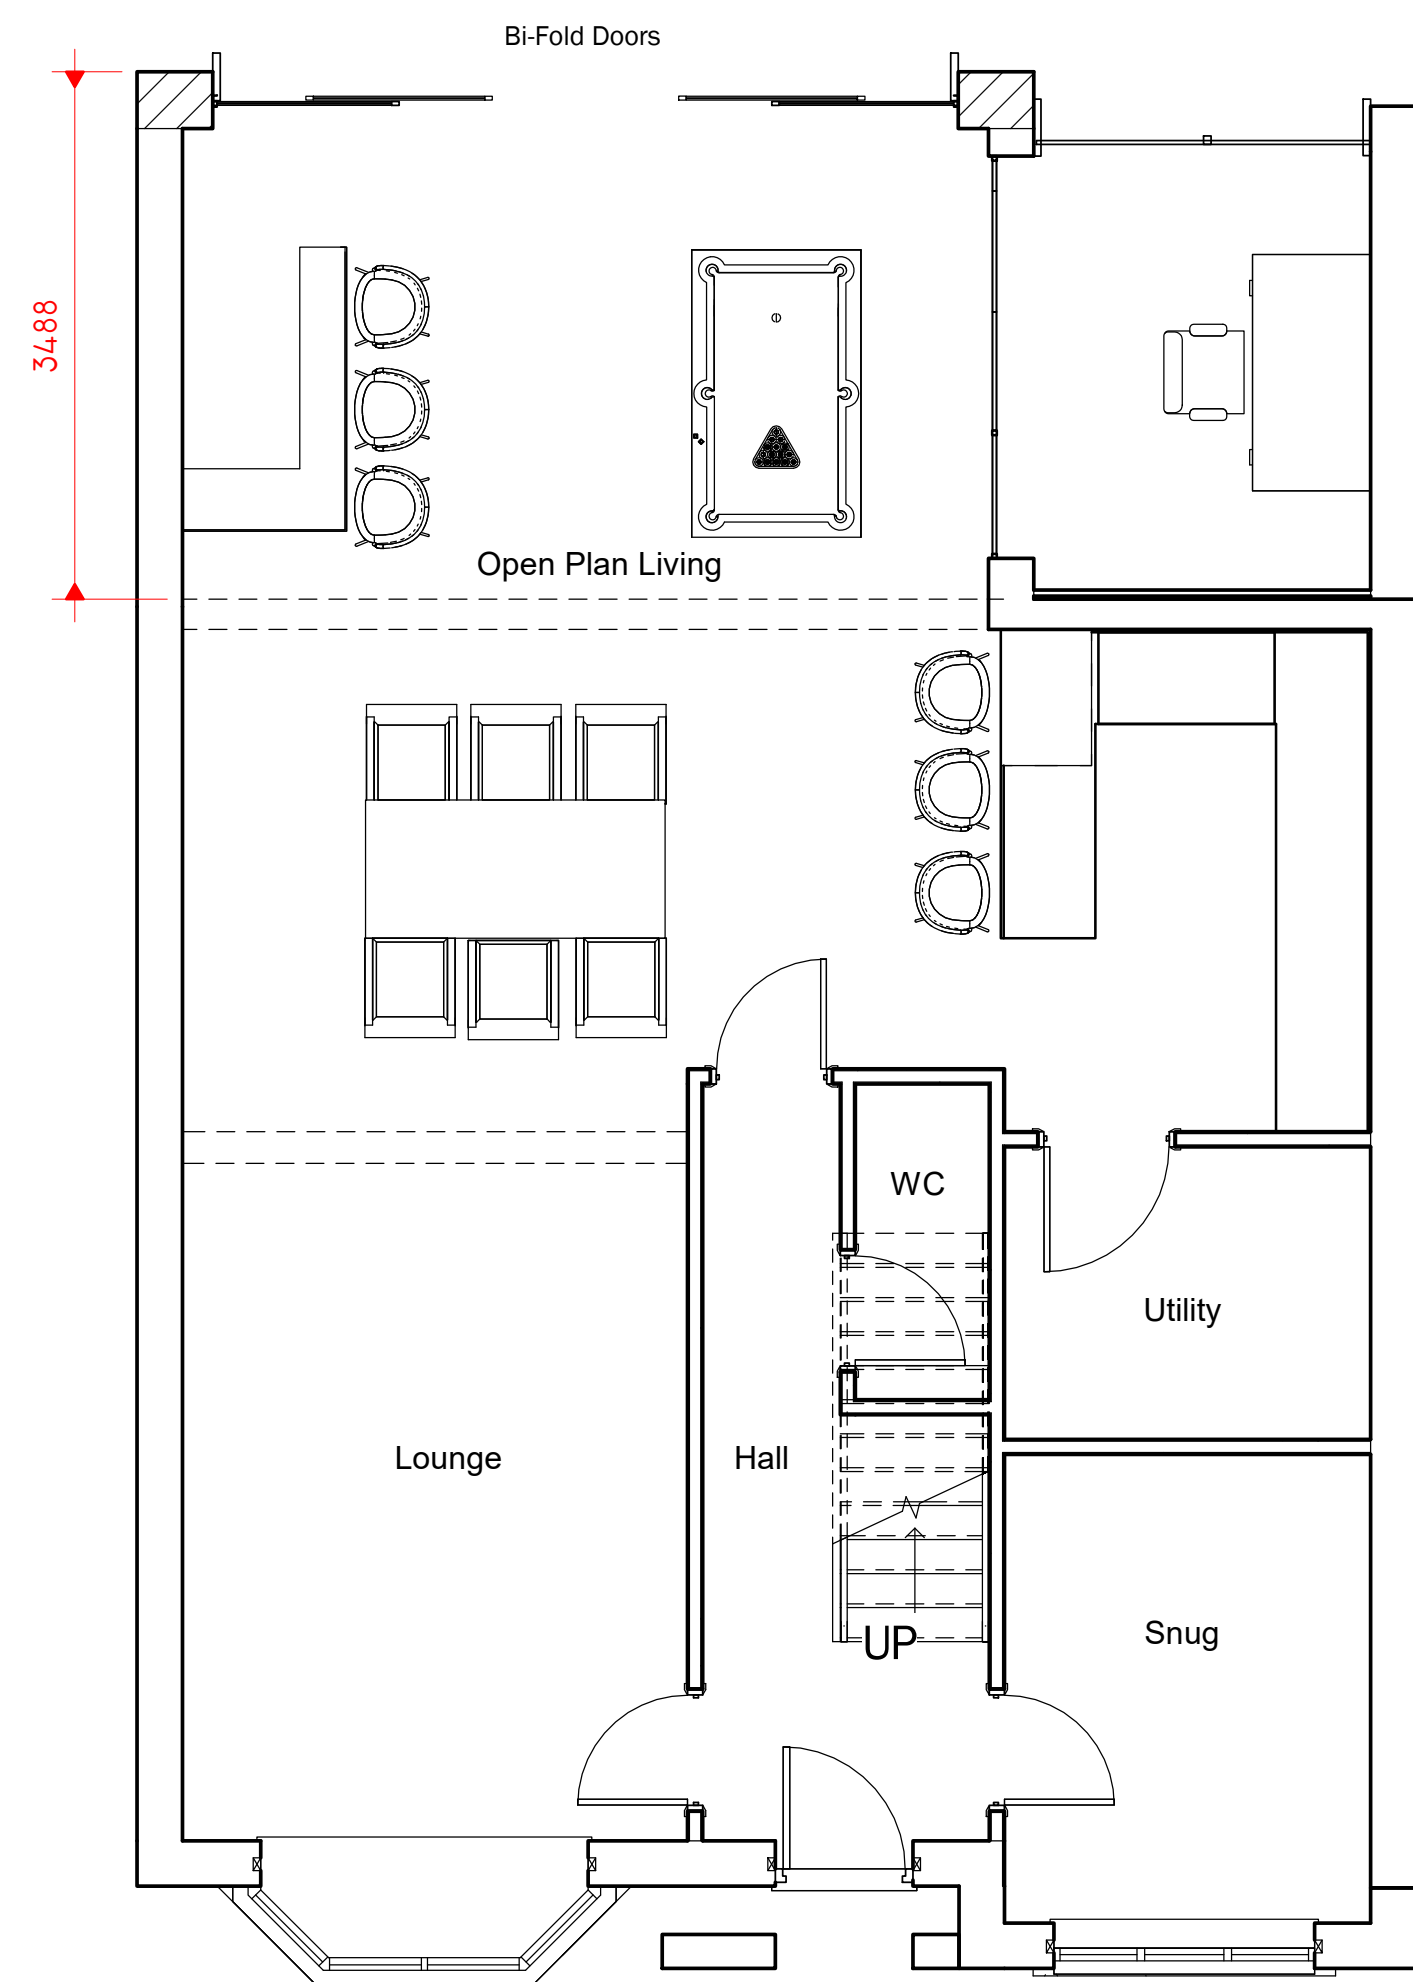 Bi-Fold Doors
3488
Open Plan Living
WC
Utility
Lounge
Hall
Snug
UP